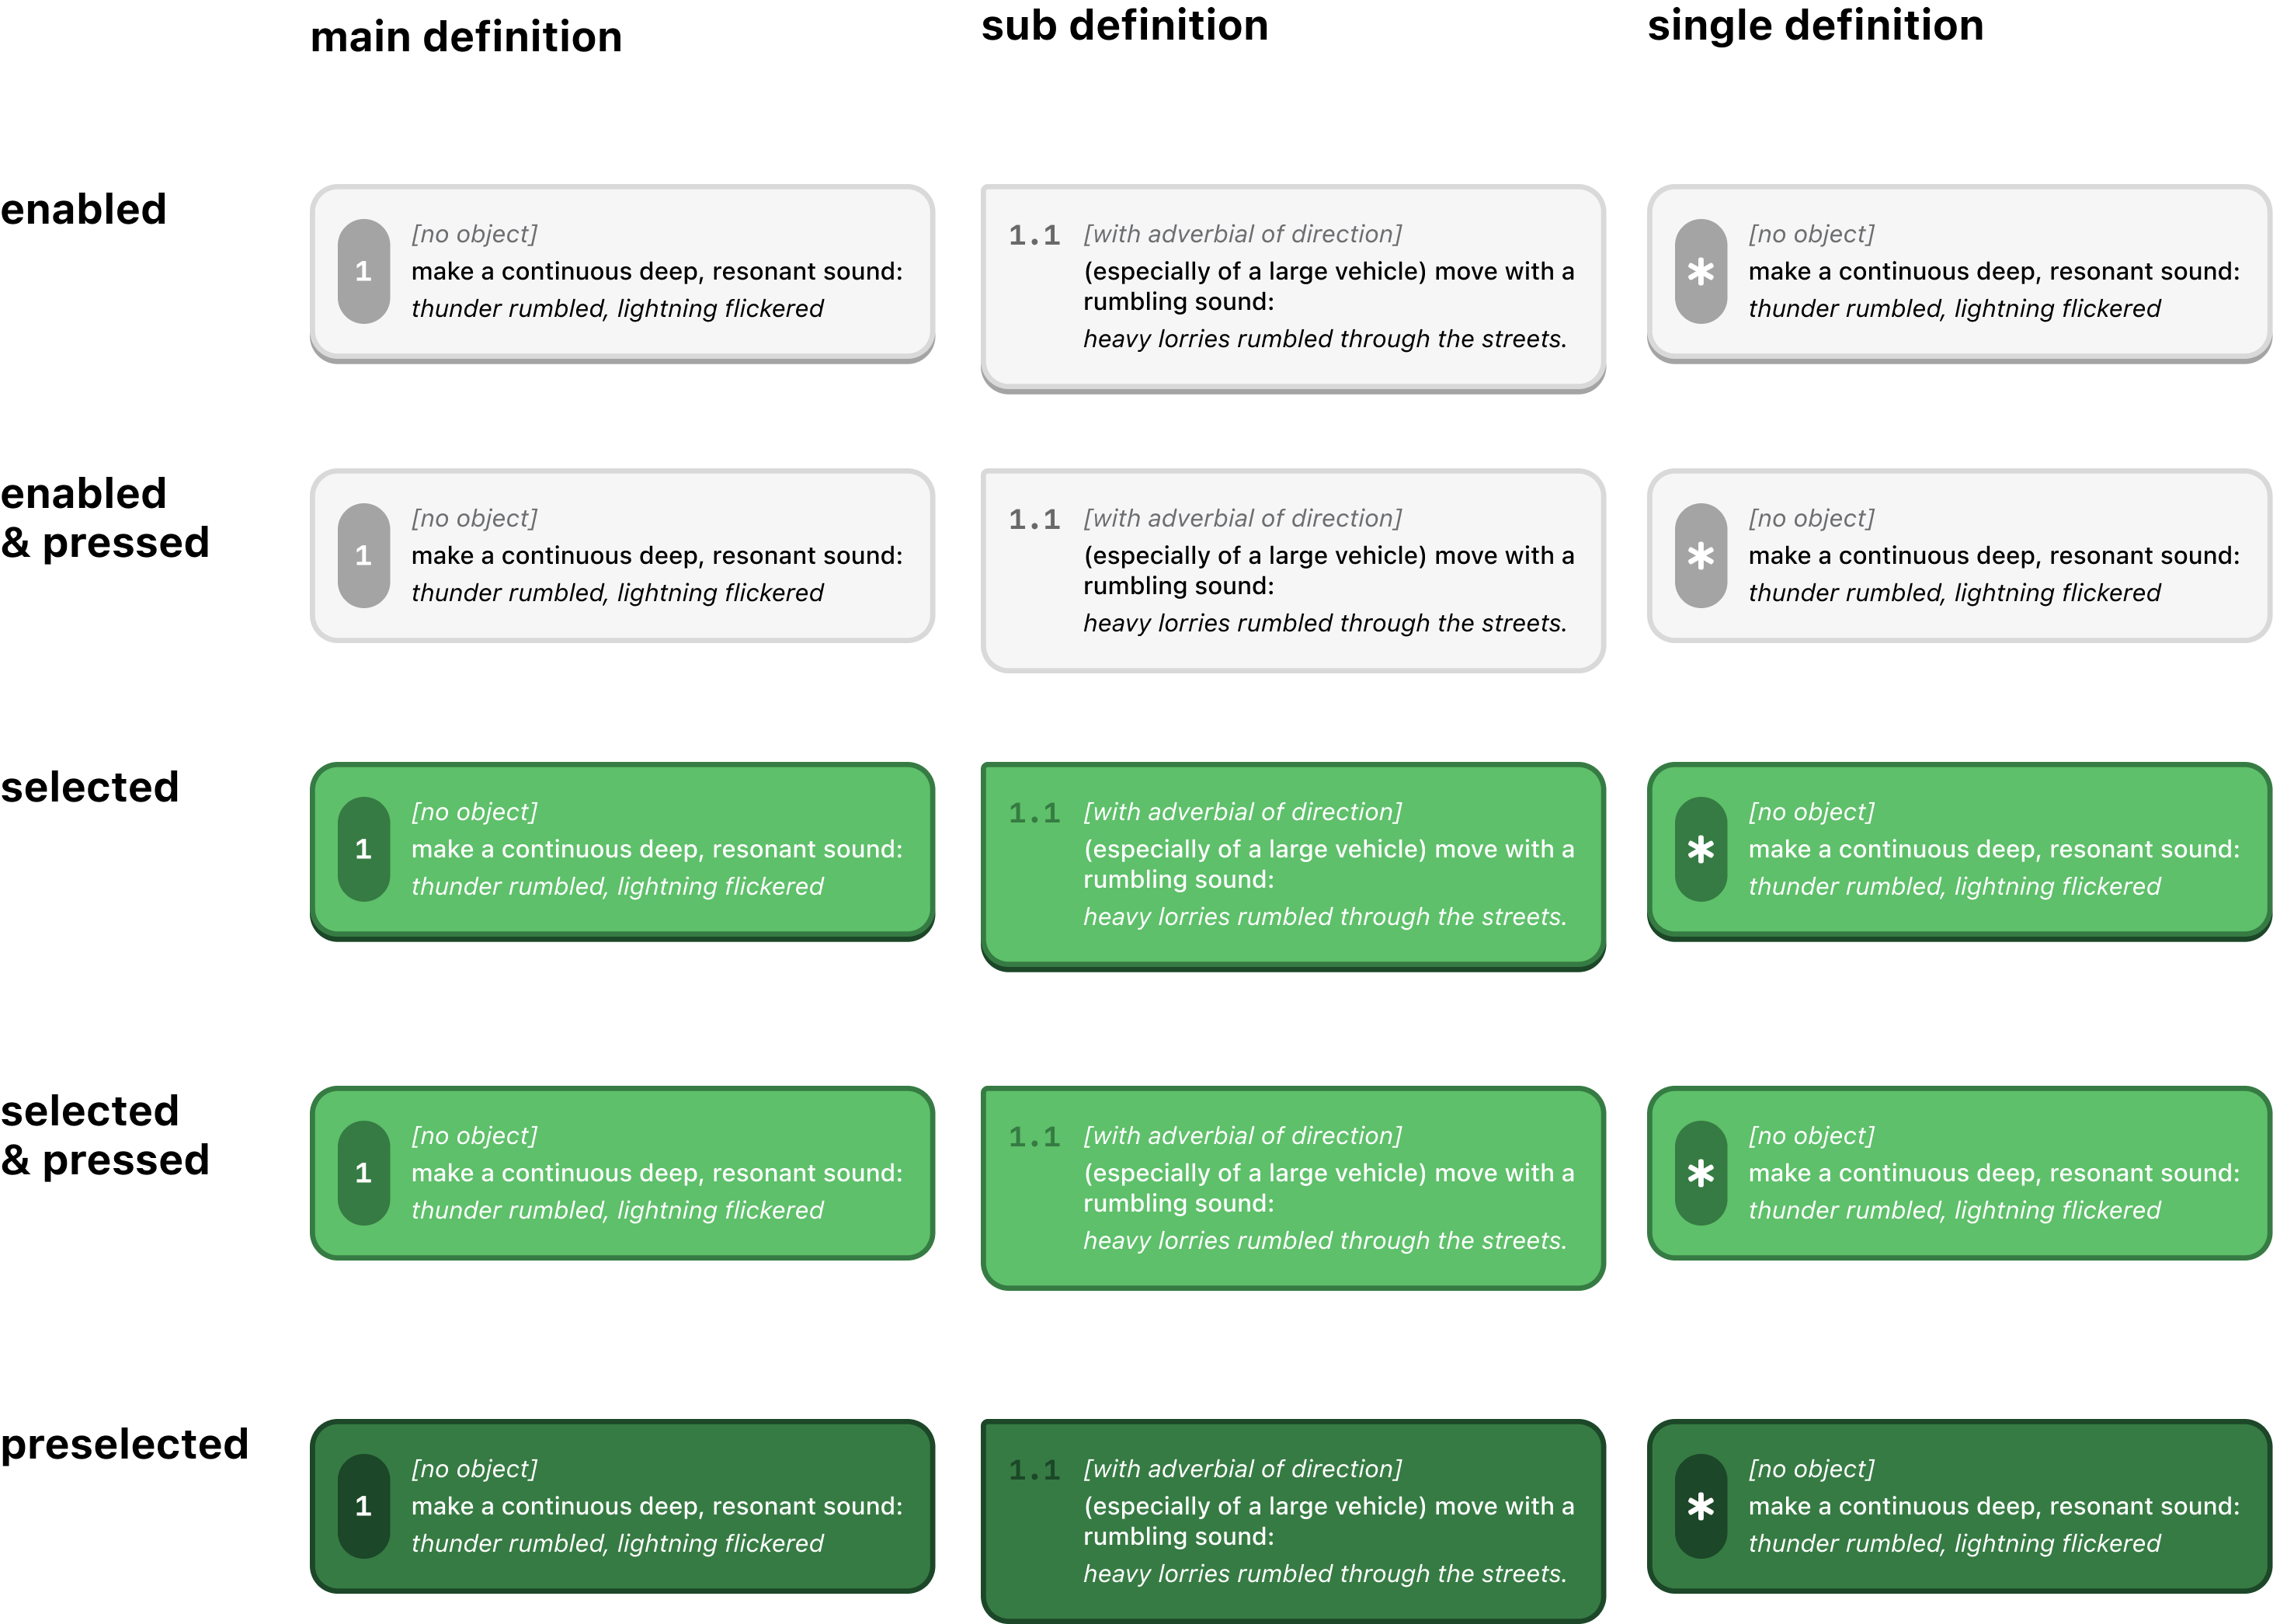 main definition
sub definition
single definition
enabled
1
[no object]
make a continuous deep, resonant sound:
thunder rumbled, lightning flickered
1.1
[with adverbial of direction]
(especially of a large vehicle) move with a
rumbling sound:
heavy lorries rumbled through the streets.
*
[no object]
make a continuous deep, resonant sound:
thunder rumbled, lightning flickered
enabled
& pressed
1
[no object]
make a continuous deep, resonant sound:
thunder rumbled, lightning flickered
1.1
[with adverbial of direction]
(especially of a large vehicle) move with a
rumbling sound:
heavy lorries rumbled through the streets.
*
[no object]
make a continuous deep, resonant sound:
thunder rumbled, lightning flickered
selected
1
[no object]
make a continuous deep, resonant sound:
thunder rumbled, lightning flickered
1.1
[with adverbial of direction]
(especially of a large vehicle) move with a
rumbling sound:
heavy lorries rumbled through the streets.
*
[no object]
make a continuous deep, resonant sound:
thunder rumbled, lightning flickered
selected
& pressed
1
[no object]
make a continuous deep, resonant sound:
thunder rumbled, lightning flickered
1.1
[with adverbial of direction]
(especially of a large vehicle) move with a
rumbling sound:
heavy lorries rumbled through the streets.
*
[no object]
make a continuous deep, resonant sound:
thunder rumbled, lightning flickered
preselected
1
[no object]
make a continuous deep, resonant sound:
thunder rumbled, lightning flickered
1.1
[with adverbial of direction]
(especially of a large vehicle) move with a
rumbling sound:
heavy lorries rumbled through the streets.
*
[no object]
make a continuous deep, resonant sound:
thunder rumbled, lightning flickered